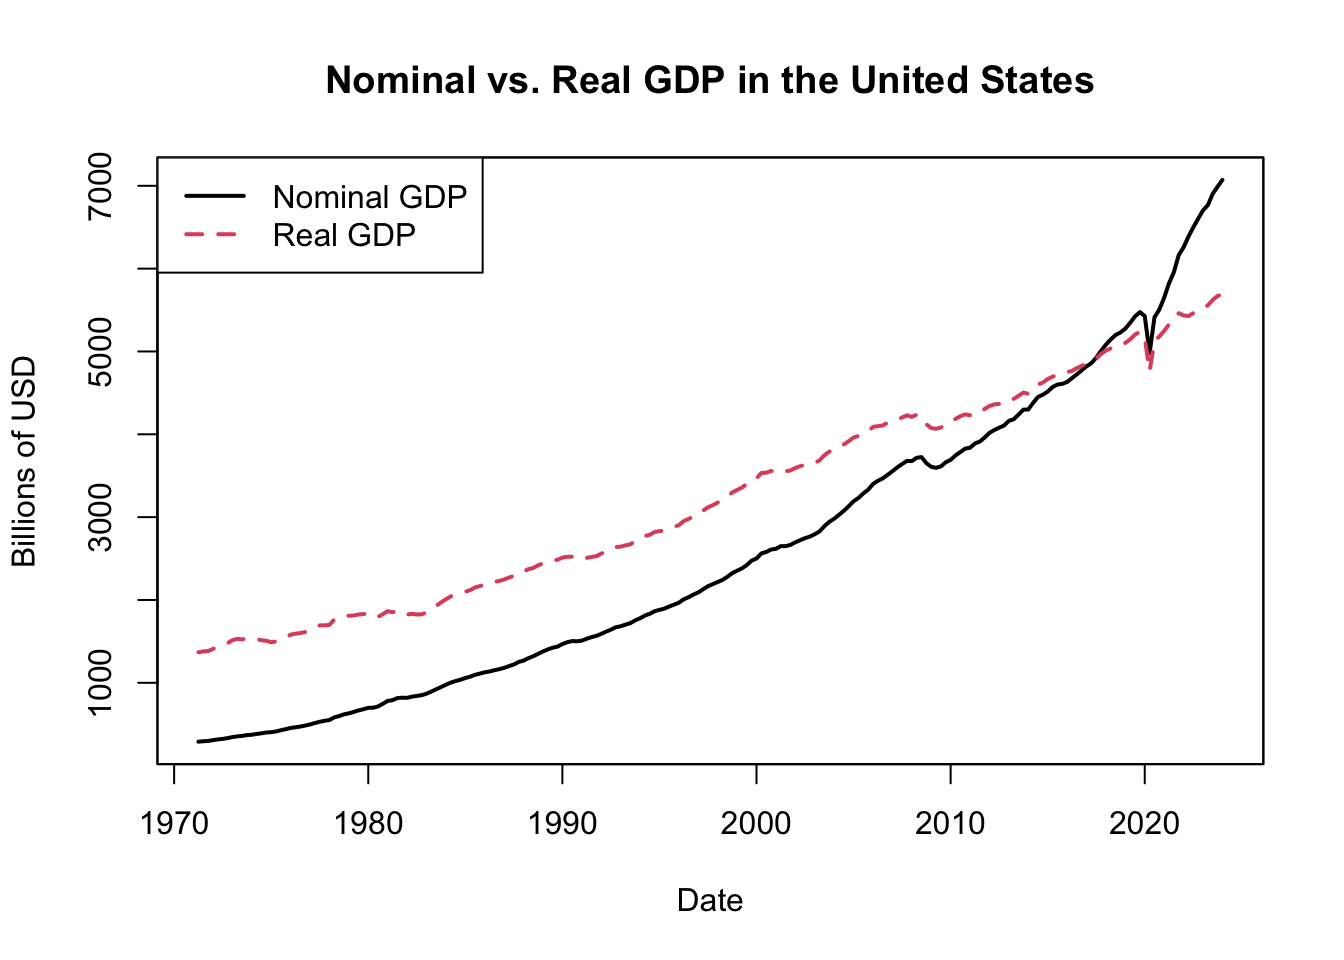 Nominal vs. Real GDP in the United States
Nominal GDP
Real GDP
Billions of USD
7000
5000
3000
1000
1970 1980 1990 2000 2010 2020
Date